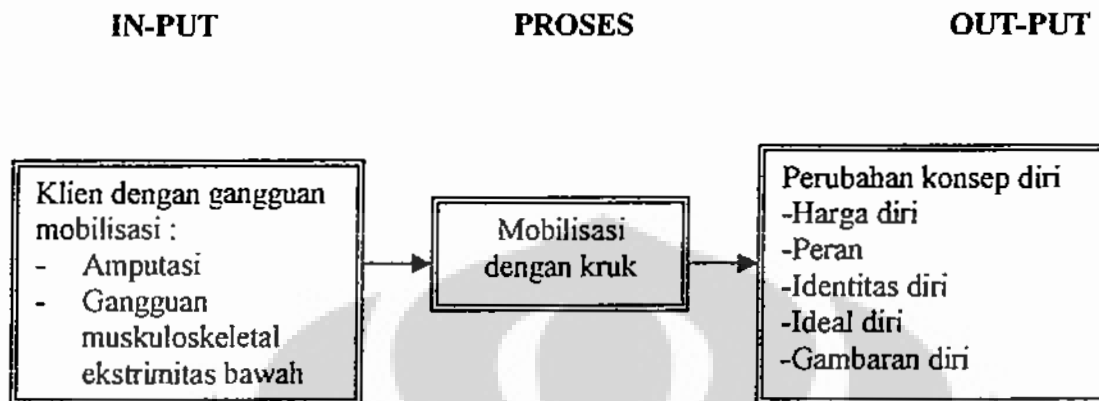 IN-PUT
PROSES
OUT-PUT
Klien dengan gangguan
mobilisasi :
- Amputasi
- Gangguan
muskuloskeletal
ekstrimitas bawah
Mobilisasi
dengan kruk
Perubahan konsep diri
-Harga diri
-Peran
-Identitas diri
-Ideal diri
-Gambaran diri